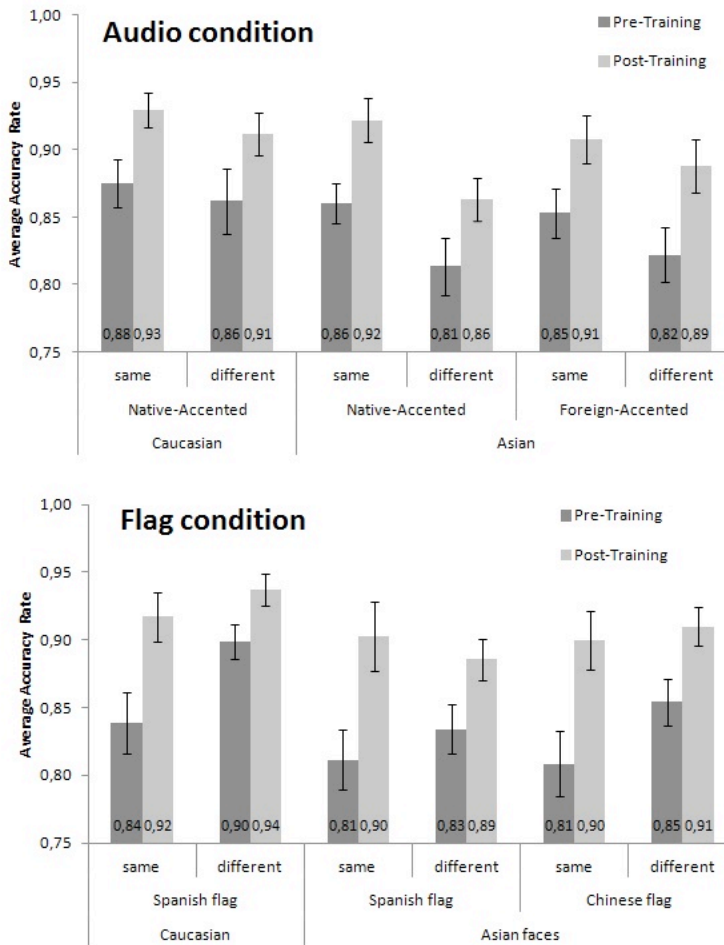 Audio condition
Pre-Training
Post-Training
Average Accuracy Rate
1,00
0,95
0,90
0,85
0,80
0,75
0,88 0,93 0,86 0,91 0,86 0,92 0,81 0,86 0,85 0,91 0,82 0,89
same different same different same different
Native-Accented Native-Accented Foreign-Accented
Caucasian Asian
Flag condition
Pre-Training
Post-Training
Average Accuracy Rate
1,00
0,95
0,90
0,85
0,80
0,75
0,84 0,92 0,90 0,94 0,81 0,90 0,83 0,89 0,81 0,90 0,85 0,91
same different same different same different
Spanish flag Spanish flag Chinese flag
Caucasian Asian faces